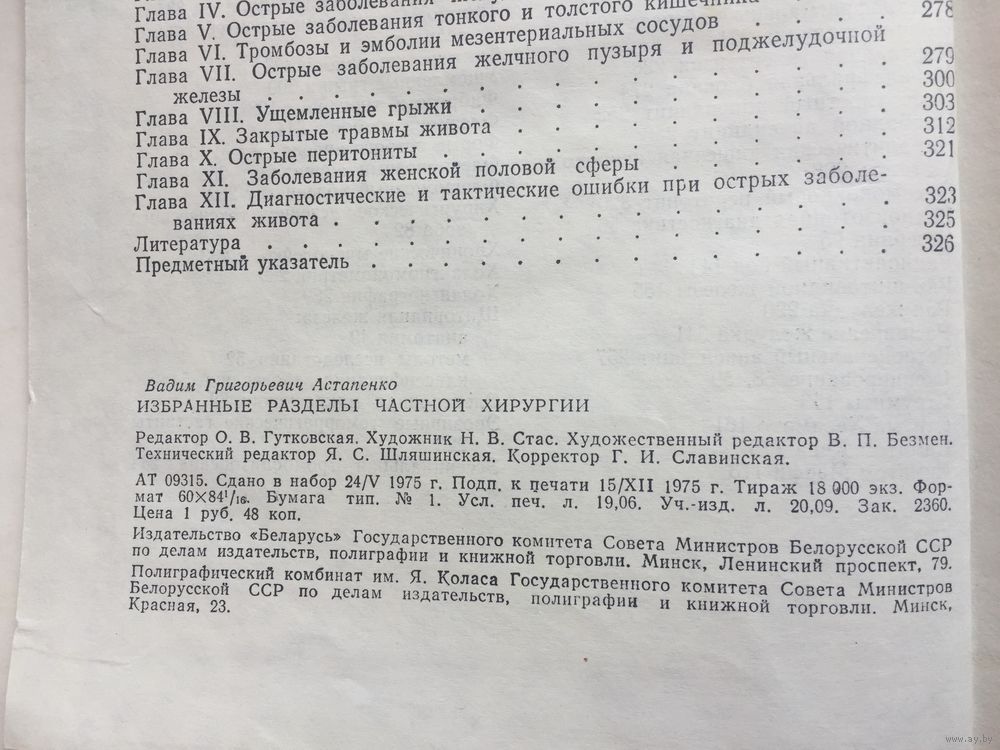 Глава IV. Острые заболевания
Глава V. Острые заболевания тонкого и толстого кишечника . 278
Глава VI. Тромбозы и эмболии мезентериальных сосудов . . . .
Глава VII. Острые заболевания желчного пузыря и поджелудочной 279
железы . . . . . . . . . . . . . . 300
Глава VIII. Ущемленные грыжи . . . . . . . . . 303
Глава IX. Закрытые травмы живота . . . . . . . . 312
Глава X. Острые перитониты . . . . . . . . . . 321
Глава XI. Заболевания женской половой сферы . . . . .
Глава XII. Диагностические и тактические ошибки при острых заболе- 323
ваниях живота . . . . . . . . . . . . . 325
Литература . . . . . . . . . . . . . . . 326
Предметный указатель . . . . . . . . . . . .
Вадим Григорьевич Астапенко
ИЗБРАННЫЕ РАЗДЕЛЫ ЧАСТНОЙ ХИРУРГИИ
Редактор О. В. Гутковская. Художник Н. В. Стас. Художественный редактор В. П. Безмен.
Технический редактор Я. С. Шляшинская. Корректор Г. И. Славинская.
АТ 09315. Сдано в набор 24/V 1975 г. Подп. к печати 15/XII 1975 г. Тираж 18 000 экз. Фор-
мат 60×84¹/₁₆. Бумага тип. № 1. Усл. печ. л. 19,06. Уч.-изд. л. 20,09. Зак. 2360.
Цена 1 руб. 48 коп.
Издательство «Беларусь» Государственного комитета Совета Министров Белорусской ССР
по делам издательств, полиграфии и книжной торговли. Минск, Ленинский проспект, 79.
Полиграфический комбинат им. Я. Коласа Государственного комитета Совета Министров
Белорусской ССР по делам издательств, полиграфии и книжной торговли. Минск,
Красная, 23.
www.ay.by